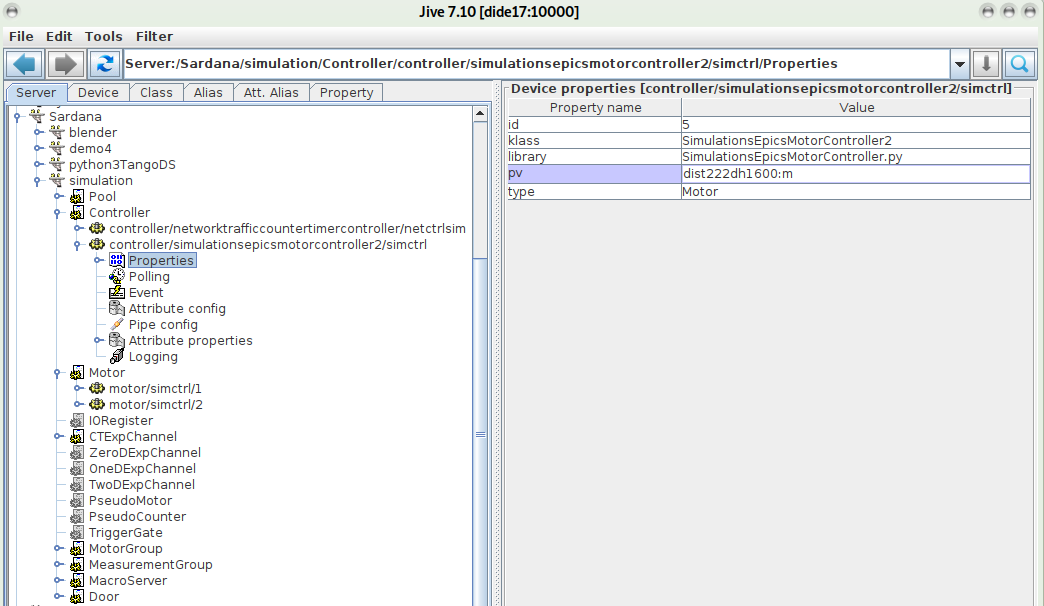 Jive 7.10 [dide17:10000]
File Edit Tools Filter
Server:/Sardana/simulation/Controller/controller/simulationsepicsmotorcontroller2/simctrl/Properties
Server Device Class Alias Att. Alias Property
Sardana
blender
demo4
python3TangoDS
simulation
Pool
Controller
controller/networktrafficcountertimercontroller/netctrlsim
controller/simulationsepicsmotorcontroller2/simctrl
Properties
Polling
Event
Attribute config
Pipe config
Attribute properties
Logging
Motor
motor/simctrl/1
motor/simctrl/2
IORegister
CTExpChannel
ZeroDExpChannel
OneDExpChannel
TwoDExpChannel
PseudoMotor
PseudoCounter
TriggerGate
MotorGroup
MeasurementGroup
MacroServer
Door
Device properties [controller/simulationsepicsmotorcontroller2/simctrl]
Property name Value
id 5
klass SimulationsEpicsMotorController2
library SimulationsEpicsMotorController.py
pv dist222dh1600:m
type Motor